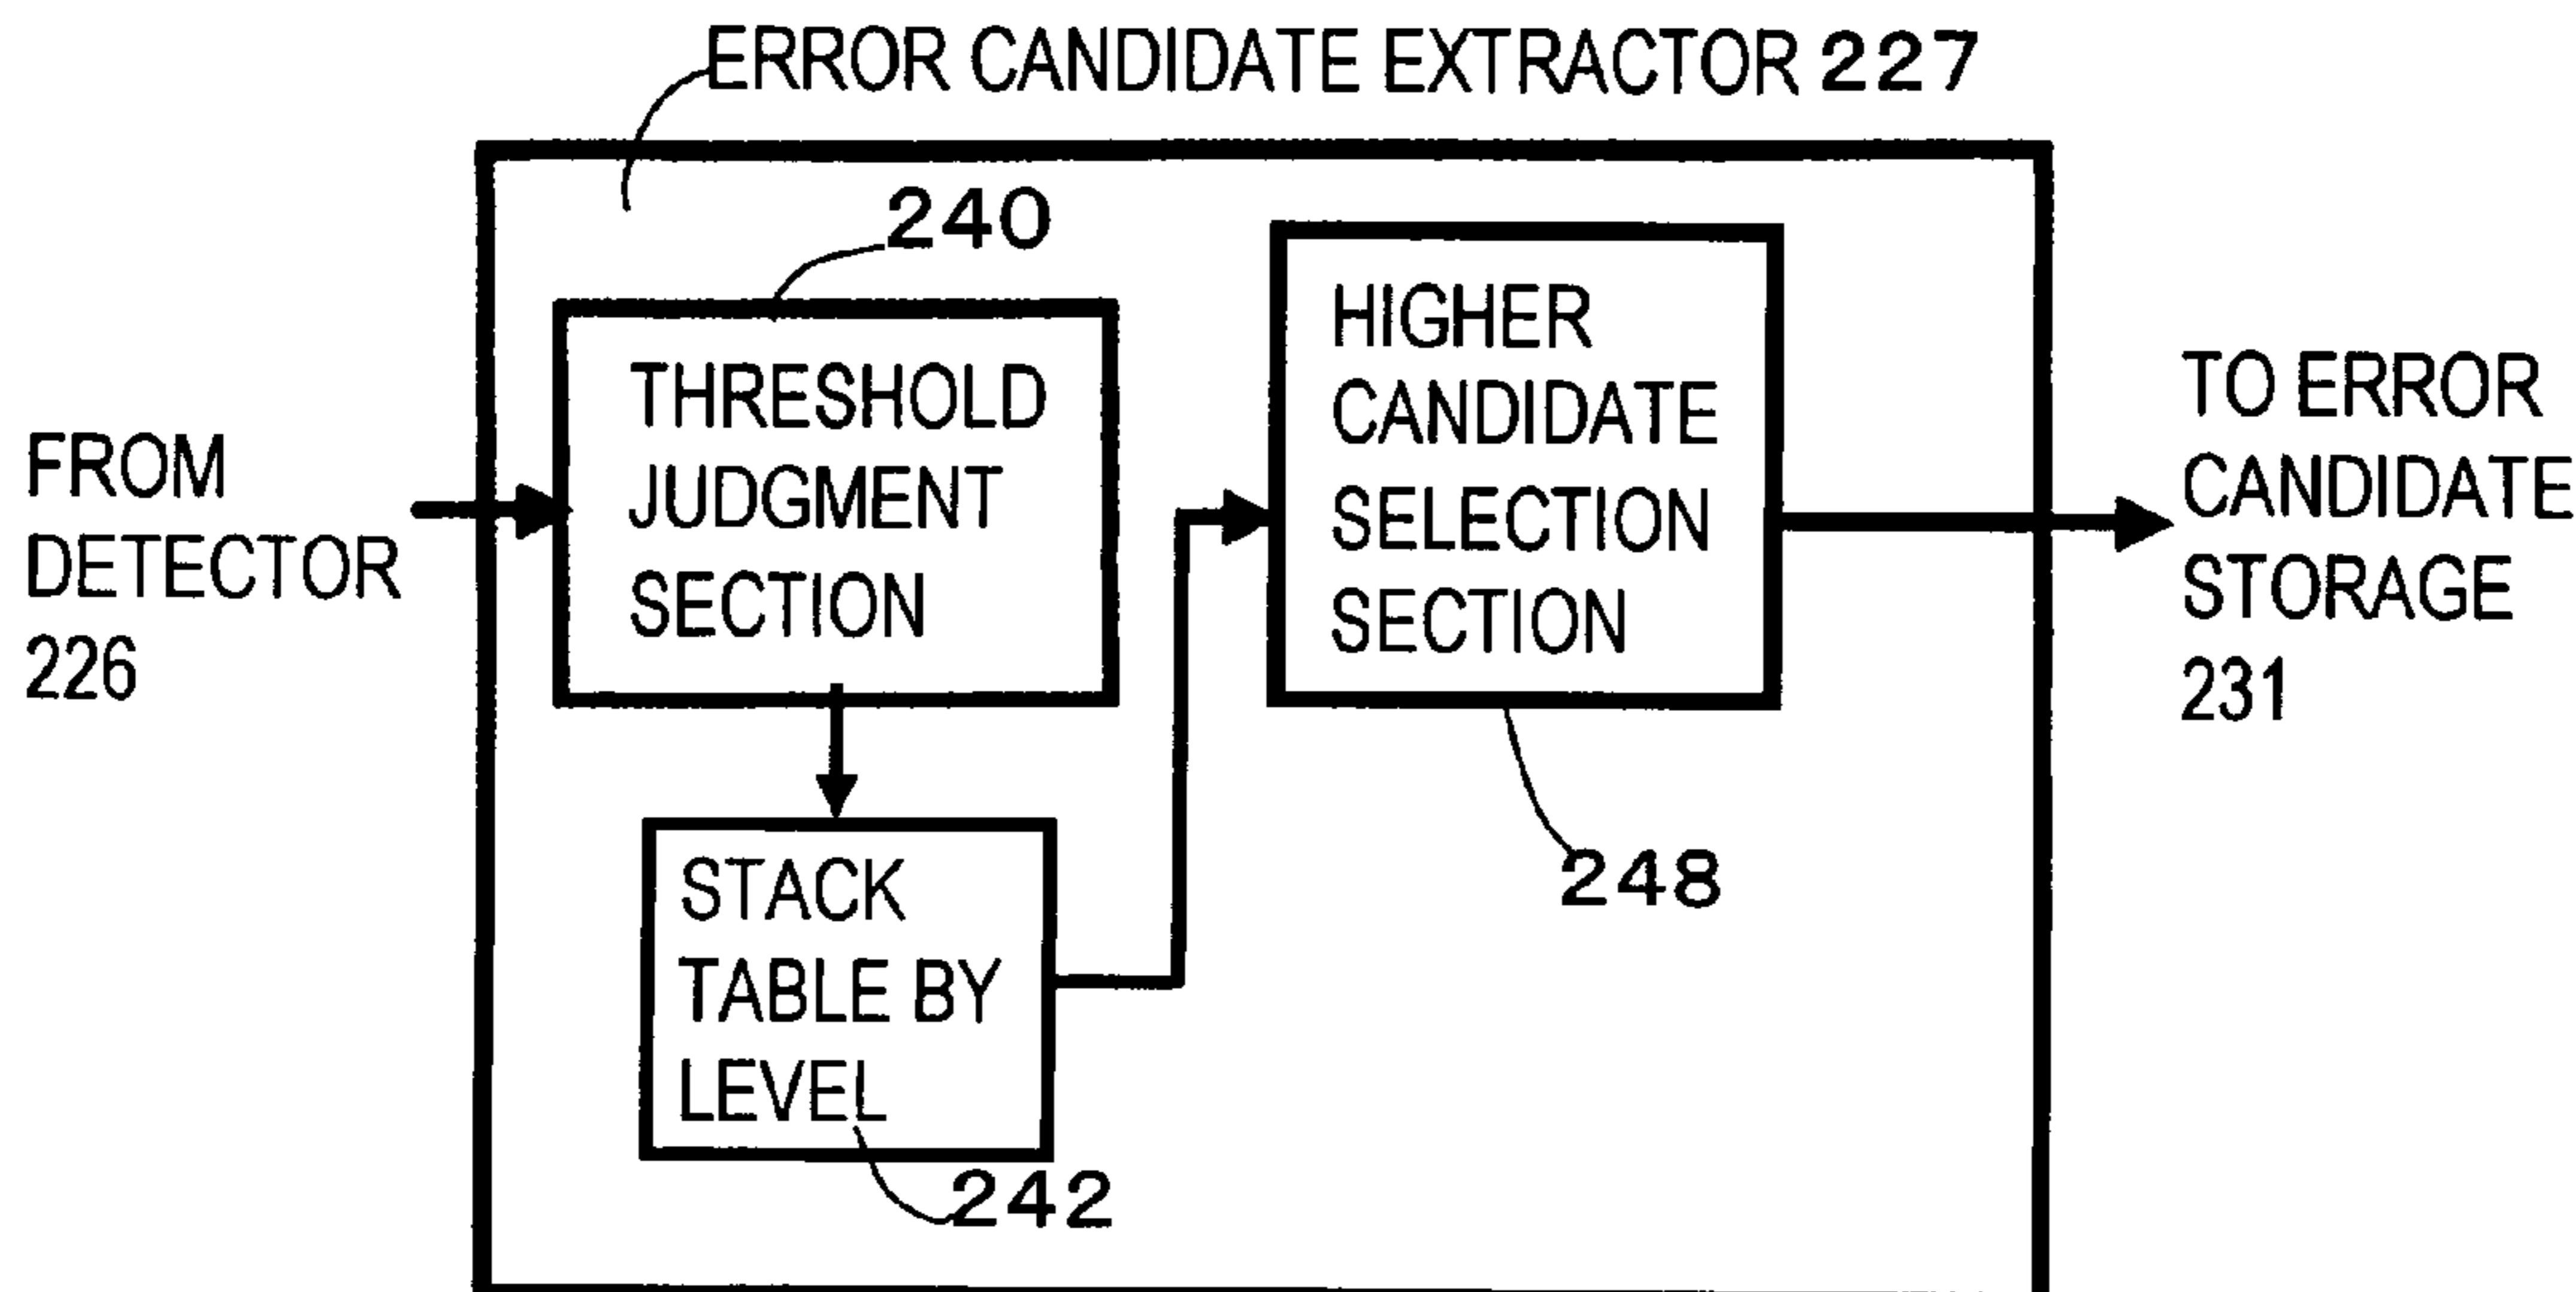 ERROR CANDIDATE EXTRACTOR 227
240
THRESHOLD
JUDGMENT
SECTION
HIGHER
CANDIDATE
SELECTION
SECTION
FROM
DETECTOR
226
TO ERROR
CANDIDATE
STORAGE
231
STACK
TABLE BY
LEVEL
248
242